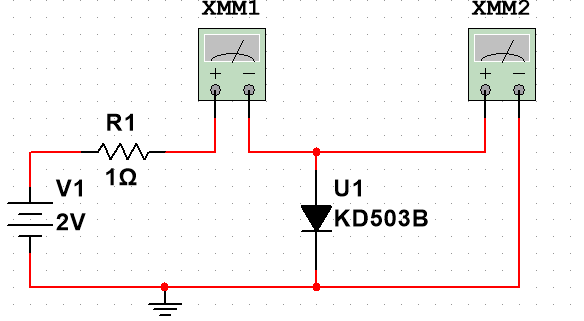 XMM1
XMM2
+ −
+ −
R1
1Ω
V1
2V
U1
KD503B